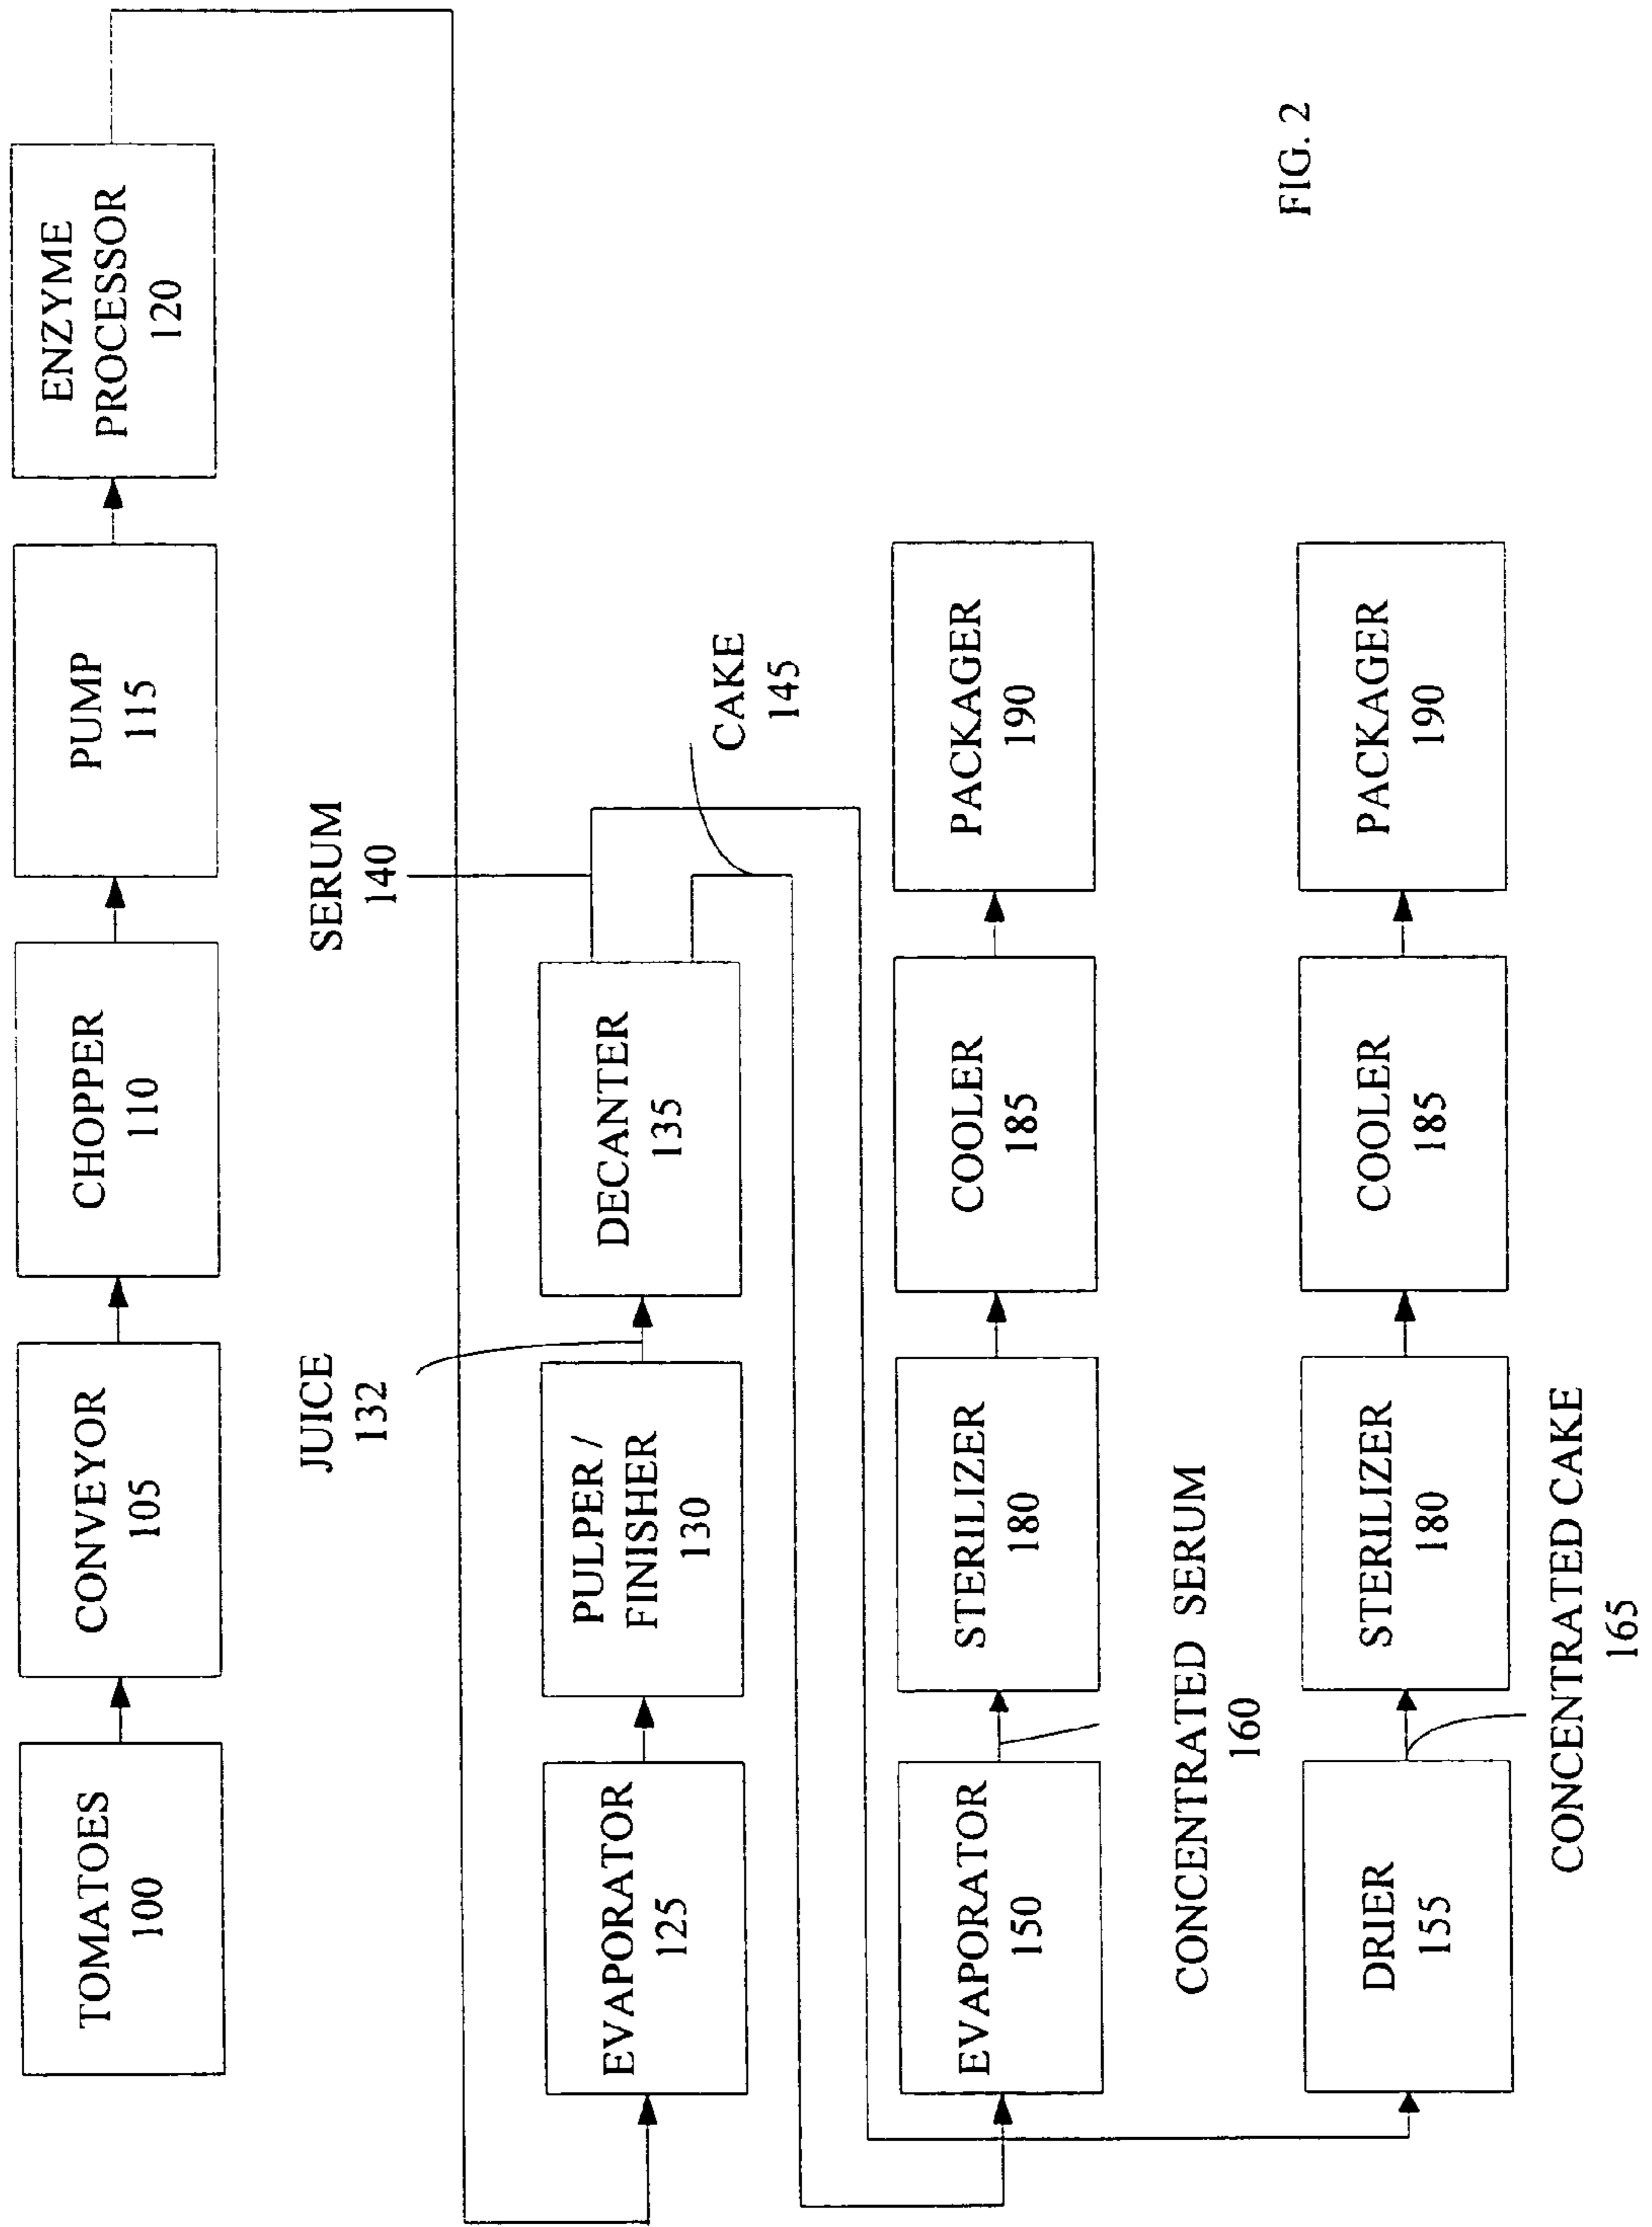 TOMATOES
100
CONVEYOR
105
CHOPPER
110
PUMP
115
ENZYME
PROCESSOR
120
JUICE
132
SERUM
140
EVAPORATOR
125
PULPER /
FINISHER
130
DECANTER
135
CAKE
145
EVAPORATOR
150
STERILIZER
180
COOLER
185
PACKAGER
190
CONCENTRATED SERUM
160
DRIER
155
STERILIZER
180
COOLER
185
PACKAGER
190
CONCENTRATED CAKE
165
FIG. 2